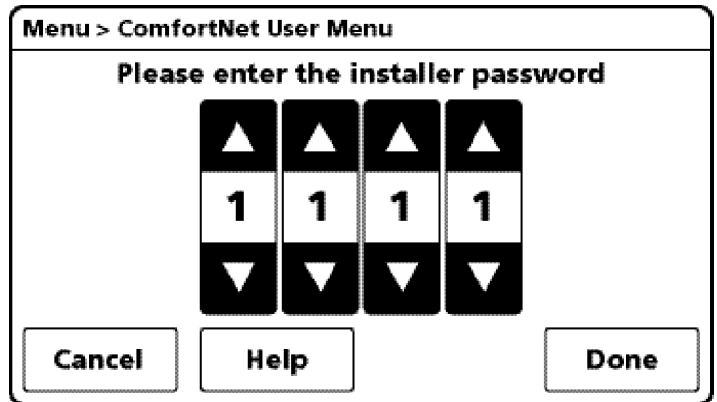 Menu > ComfortNet User Menu
Please enter the installer password
1 1 1 1
Cancel Help Done